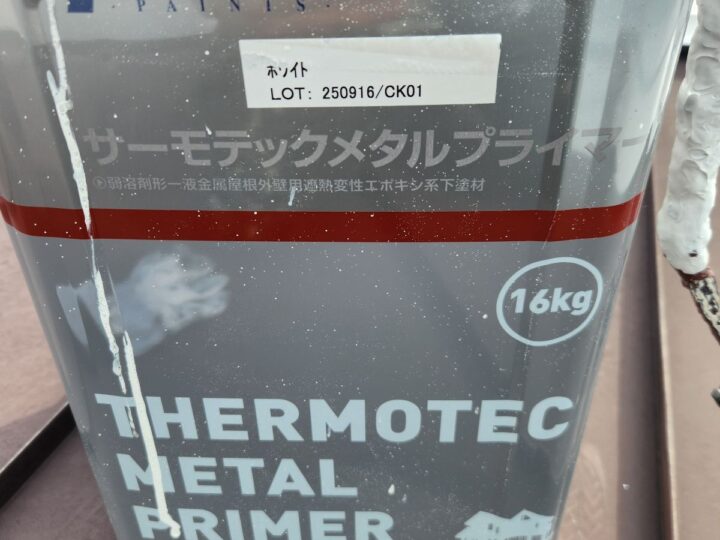 PAINTS
ホワイト
LOT: 250916/CK01
サーモテックメタルプライマー
弱溶剤形一液金属屋根外壁用遮熱変性エポキシ系下塗材
16kg
THERMOTEC
METAL
PRIMER